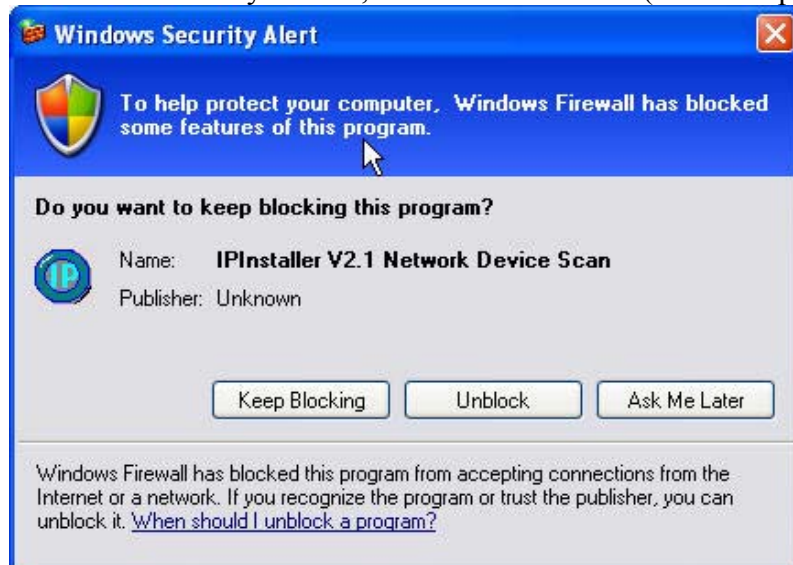 Windows Security Alert
To help protect your computer, Windows Firewall has blocked
some features of this program.
Do you want to keep blocking this program?
IP
Name: IPInstaller V2.1 Network Device Scan
Publisher: Unknown
Keep Blocking Unblock Ask Me Later
Windows Firewall has blocked this program from accepting connections from the
Internet or a network. If you recognize the program or trust the publisher, you can
unblock it. When should I unblock a program?